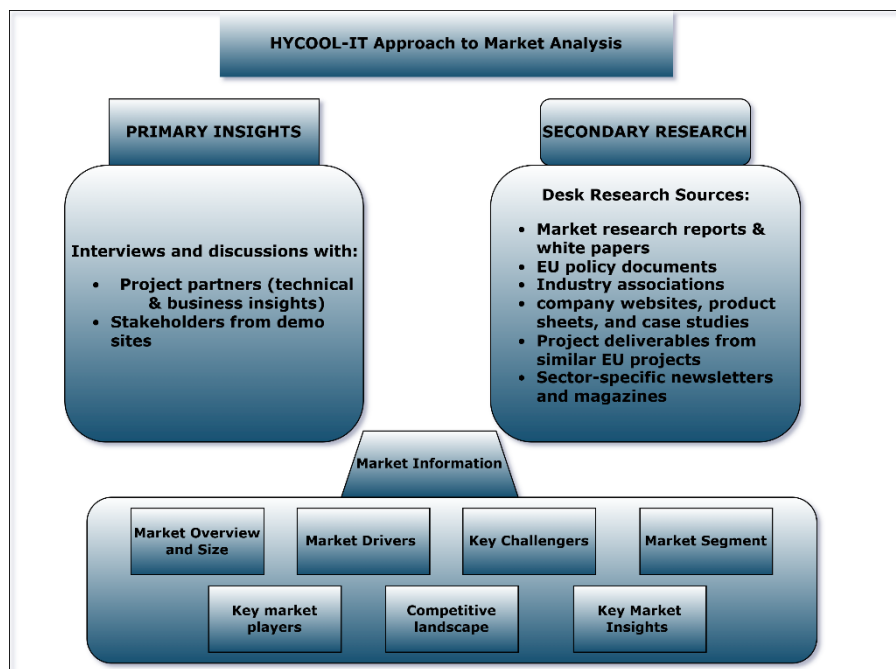 HYCOOL-IT Approach to Market Analysis
PRIMARY INSIGHTS
Interviews and discussions with:
• Project partners (technical
& business insights)
• Stakeholders from demo
sites
SECONDARY RESEARCH
Desk Research Sources:
• Market research reports &
white papers
• EU policy documents
• Industry associations
• company websites, product
sheets, and case studies
• Project deliverables from
similar EU projects
• Sector-specific newsletters
and magazines
Market Information
Market Overview
and Size
Market Drivers
Key Challengers
Market Segment
Key market
players
Competitive
landscape
Key Market
Insights